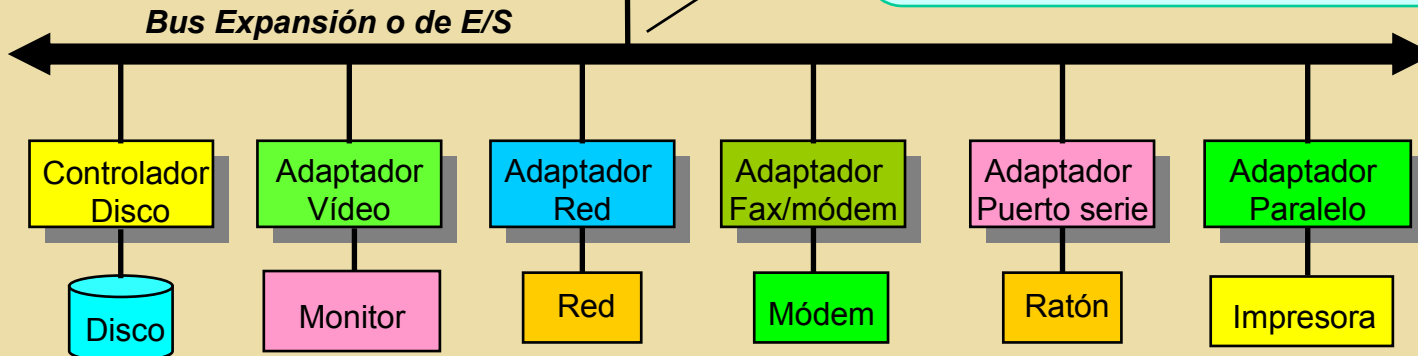 Bus Expansión o de E/S
Controlador
Disco
Adaptador
Vídeo
Adaptador
Red
Adaptador
Fax/módem
Adaptador
Puerto serie
Adaptador
Paralelo
Disco
Monitor
Red
Módem
Ratón
Impresora